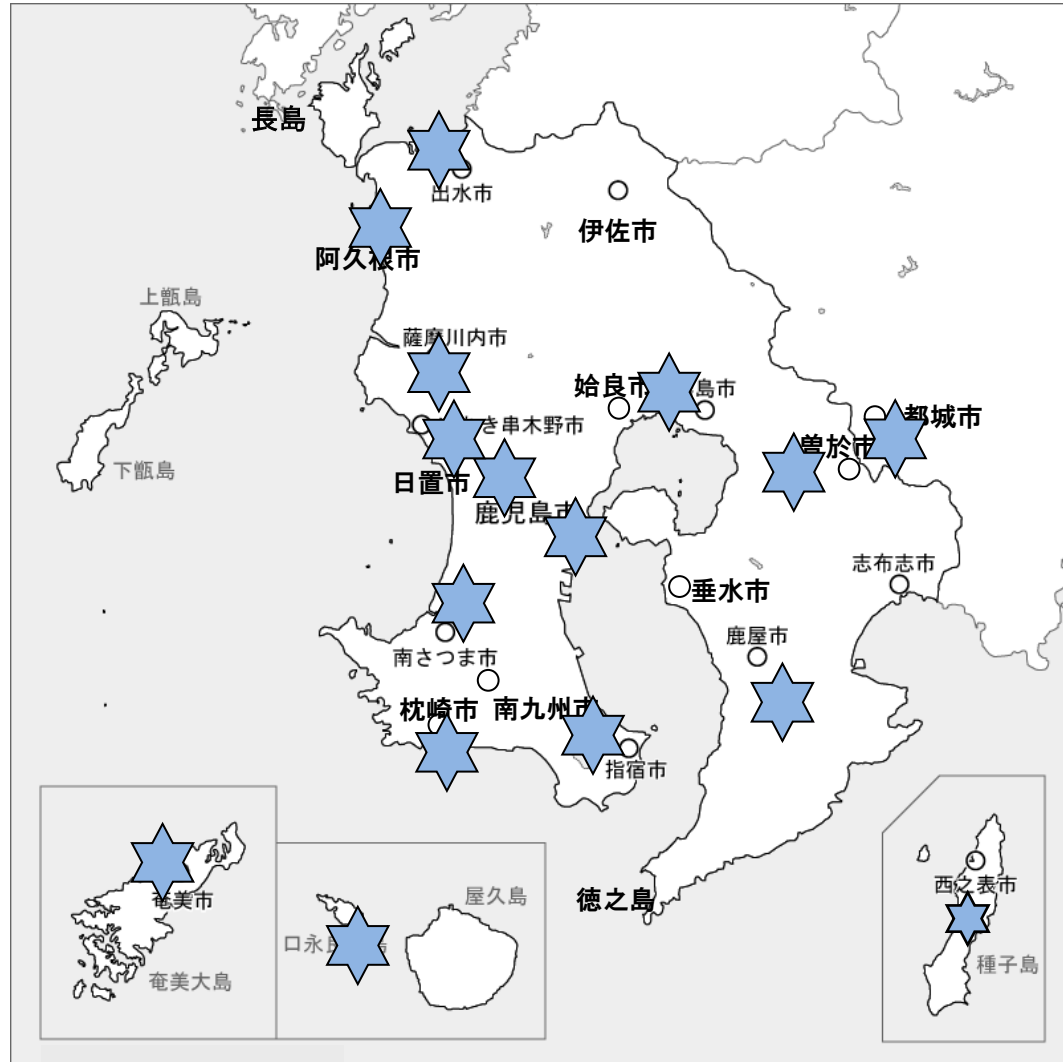 長島
出水市
伊佐市
阿久根市
上甑島
薩摩川内市
姶良市
島市
都城市
き串木野市
曽於市
下甑島
日置市
鹿児島市
志布志市
垂水市
鹿屋市
南さつま市
枕崎市
南九州市
指宿市
徳之島
西之表市
屋久島
奄美市
口永
島
種子島
奄美大島